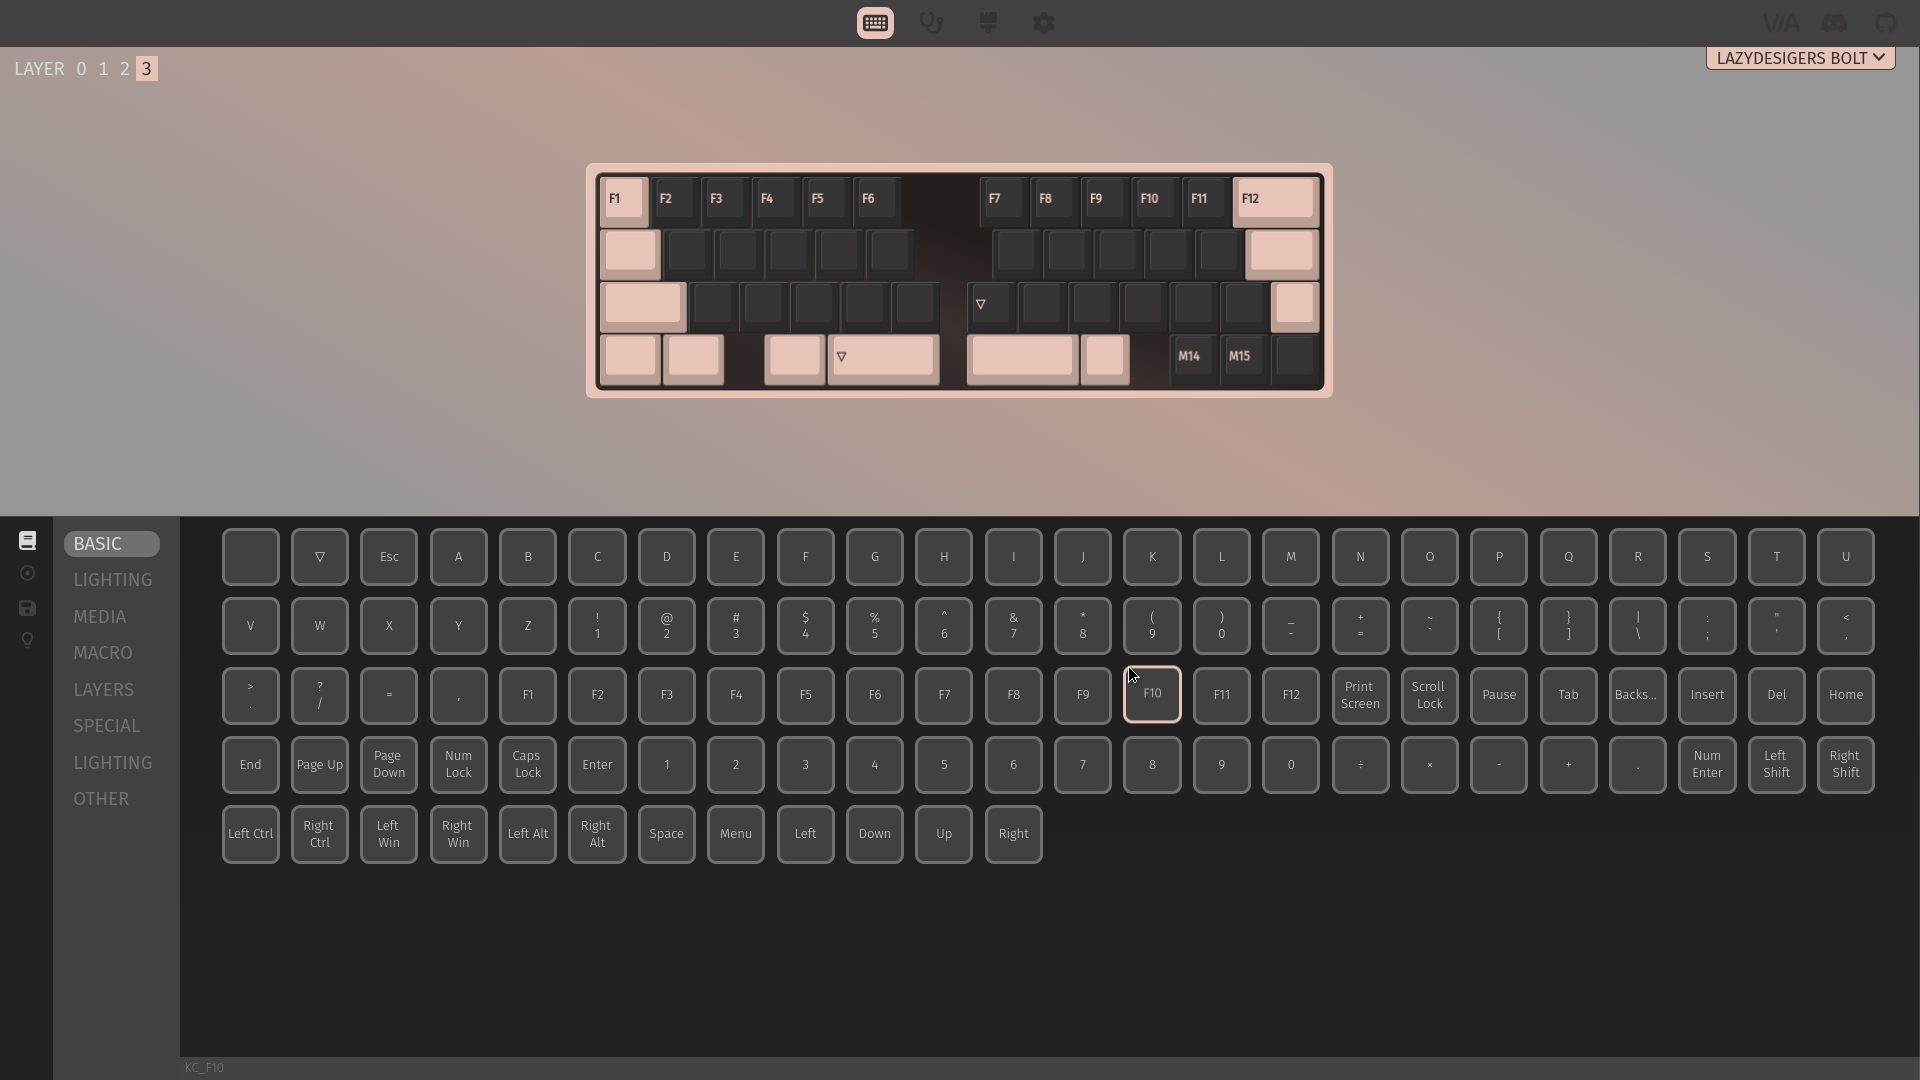 VIA
LAYER 0 1 2 3
LAZYDESIGERS BOLT
F1 F2 F3 F4 F5 F6 F7 F8 F9 F10 F11 F12
▽
▽ M14 M15
BASIC
LIGHTING
MEDIA
MACRO
LAYERS
SPECIAL
LIGHTING
OTHER
▽ Esc A B C D E F G H I J K L M N O P Q R S T U
V W X Y Z ! @ # $ % ^ & * ( ) _ + ~ { } | : " <
1 2 3 4 5 6 7 8 9 0 - = ` [ ] \ ; ' ,
> ? = , F1 F2 F3 F4 F5 F6 F7 F8 F9 F10 F11 F12 Print Scroll Pause Tab Backs... Insert Del Home
. / Screen Lock
End Page Up Page Num Caps Enter 1 2 3 4 5 6 7 8 9 0 ÷ × - + . Num Left Right
Down Lock Lock Enter Shift Shift
Left Ctrl Right Left Right Left Alt Right Space Menu Left Down Up Right
Ctrl Win Win Alt
KC_F10